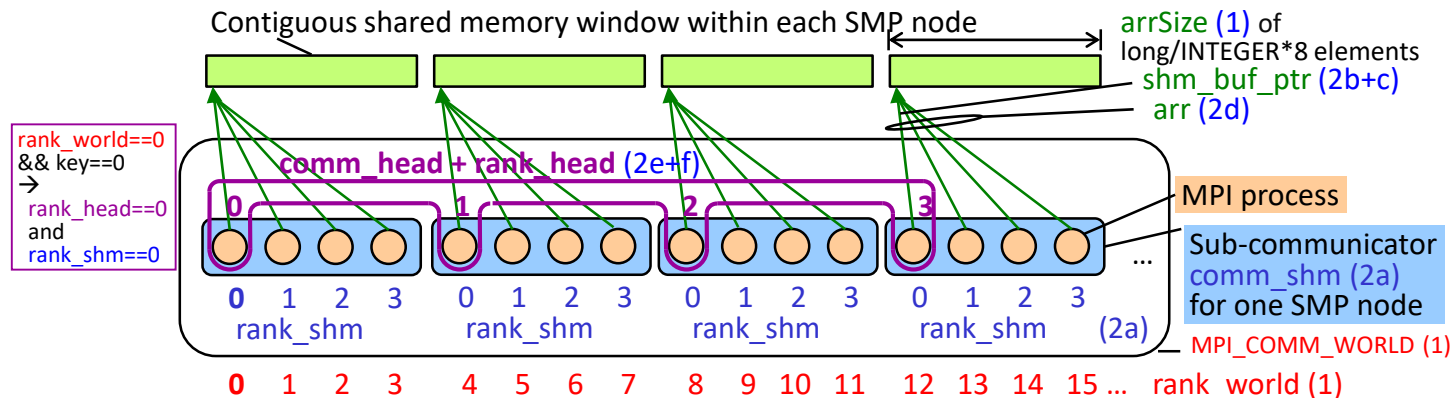 Contiguous shared memory window within each SMP node
arrSize (1) of
long/INTEGER*8 elements
shm_buf_ptr (2b+c)
arr (2d)
rank_world==0
&& key==0
→
rank_head==0
and
rank_shm==0
comm_head + rank_head (2e+f)
0 1 2 3
MPI process
Sub-communicator
comm_shm (2a)
for one SMP node
...
0 1 2 3 0 1 2 3 0 1 2 3 0 1 2 3
rank_shm rank_shm rank_shm rank_shm (2a)
MPI_COMM_WORLD (1)
0 1 2 3 4 5 6 7 8 9 10 11 12 13 14 15 ... rank world (1)